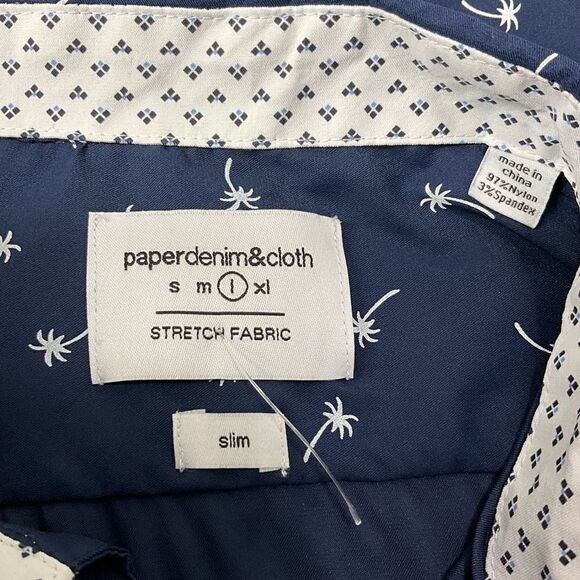 paperdenim&cloth
s m l xl
STRETCH FABRIC
slim
made in
china
97%Nylon
3%Spandex